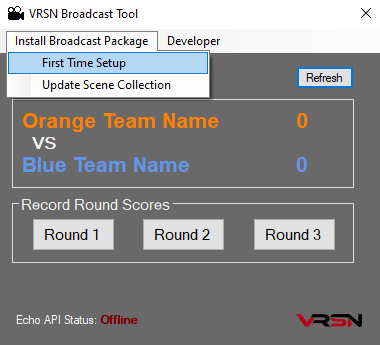 VRSN Broadcast Tool
Install Broadcast Package Developer
First Time Setup
Update Scene Collection
Refresh
Orange Team Name 0
VS
Blue Team Name 0
Record Round Scores
Round 1 Round 2 Round 3
Echo API Status: Offline
VRSN